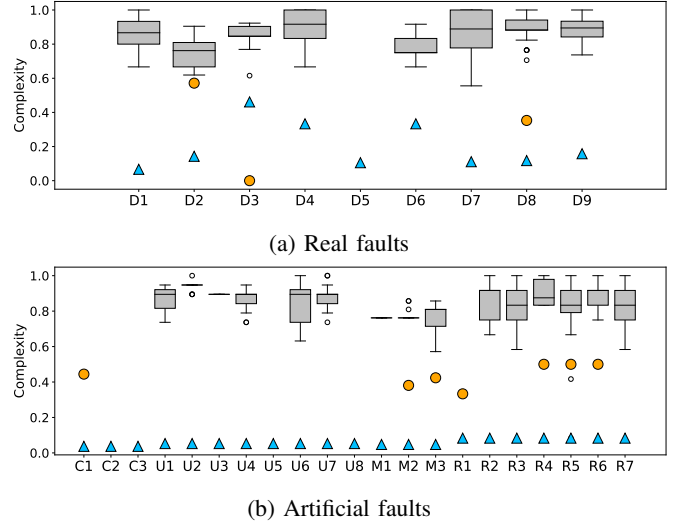 1.0
0.8
0.6
0.4
0.2
0.0
Complexity
D1 D2 D3 D4 D5 D6 D7 D8 D9
(a) Real faults
1.0
0.8
0.6
0.4
0.2
0.0
Complexity
C1 C2 C3 U1 U2 U3 U4 U5 U6 U7 U8 M1 M2 M3 R1 R2 R3 R4 R5 R6 R7
(b) Artificial faults